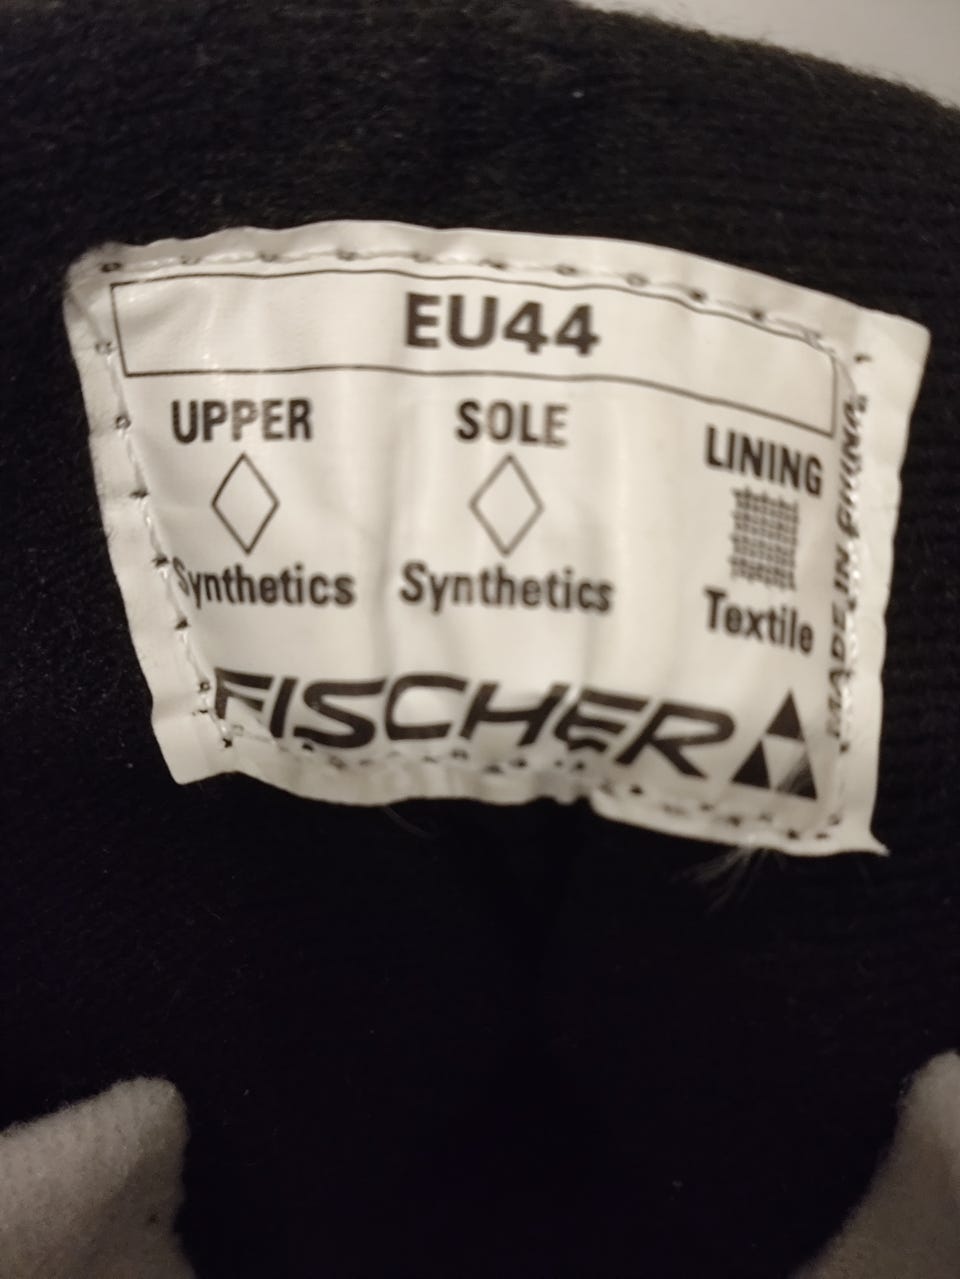 EU44
UPPER SOLE LINING
Synthetics Synthetics Textile
FISCHER
MADE IN CHINA